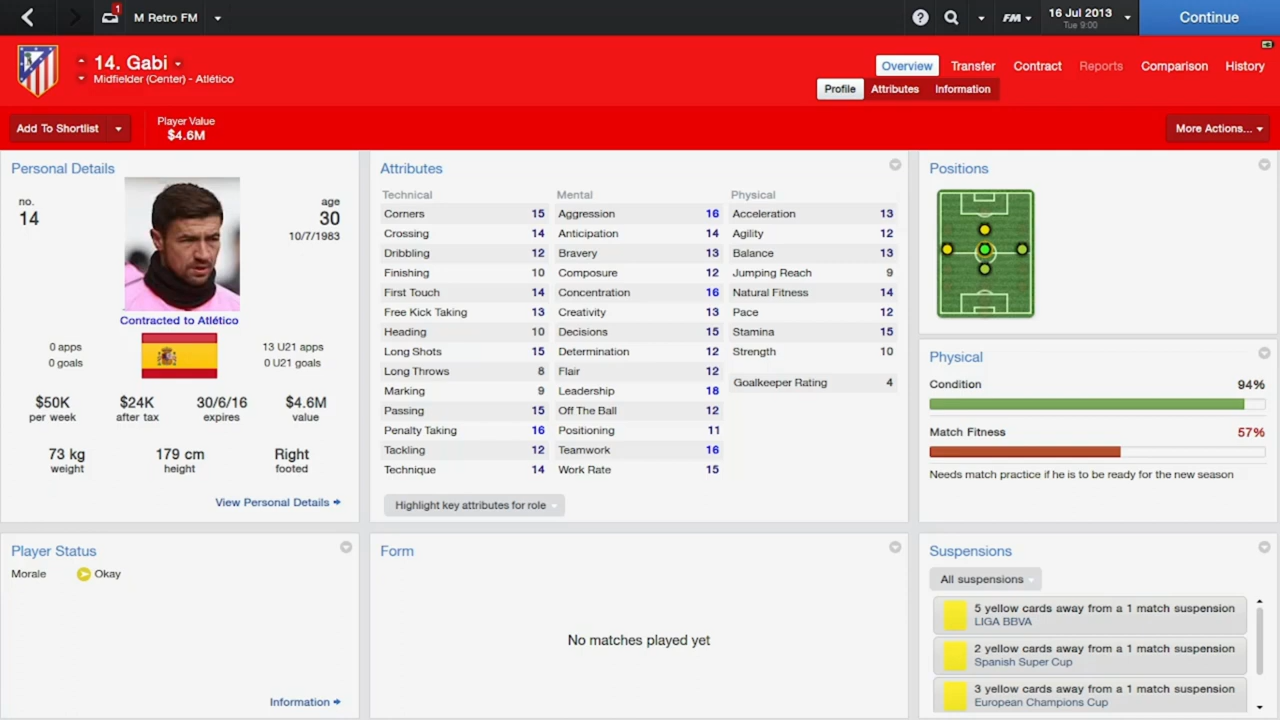 1
M Retro FM
FM
16 Jul 2013
Tue 9:00
Continue
14. Gabi
Midfielder (Center) - Atlético
Overview
Transfer
Contract
Reports
Comparison
History
Profile
Attributes
Information
Add To Shortlist
Player Value
$4.6M
More Actions...
Personal Details
no.
14
age
30
10/7/1983
Contracted to Atlético
0 apps
0 goals
13 U21 apps
0 U21 goals
$50K
per week
$24K
after tax
30/6/16
expires
$4.6M
value
73 kg
weight
179 cm
height
Right
footed
View Personal Details
Attributes
Technical Mental Physical
Corners 15 Aggression 16 Acceleration 13
Crossing 14 Anticipation 14 Agility 12
Dribbling 12 Bravery 13 Balance 13
Finishing 10 Composure 12 Jumping Reach 9
First Touch 14 Concentration 16 Natural Fitness 14
Free Kick Taking 13 Creativity 13 Pace 12
Heading 10 Decisions 15 Stamina 15
Long Shots 15 Determination 12 Strength 10
Long Throws 8 Flair 12
Goalkeeper Rating 4
Marking 9 Leadership 18
Passing 15 Off The Ball 12
Penalty Taking 16 Positioning 11
Tackling 12 Teamwork 16
Technique 14 Work Rate 15
Highlight key attributes for role
Positions
Physical
Condition 94%
Match Fitness 57%
Needs match practice if he is to be ready for the new season
Player Status
Morale Okay
Information
Form
No matches played yet
Suspensions
All suspensions
5 yellow cards away from a 1 match suspension
LIGA BBVA
2 yellow cards away from a 1 match suspension
Spanish Super Cup
3 yellow cards away from a 1 match suspension
European Champions Cup